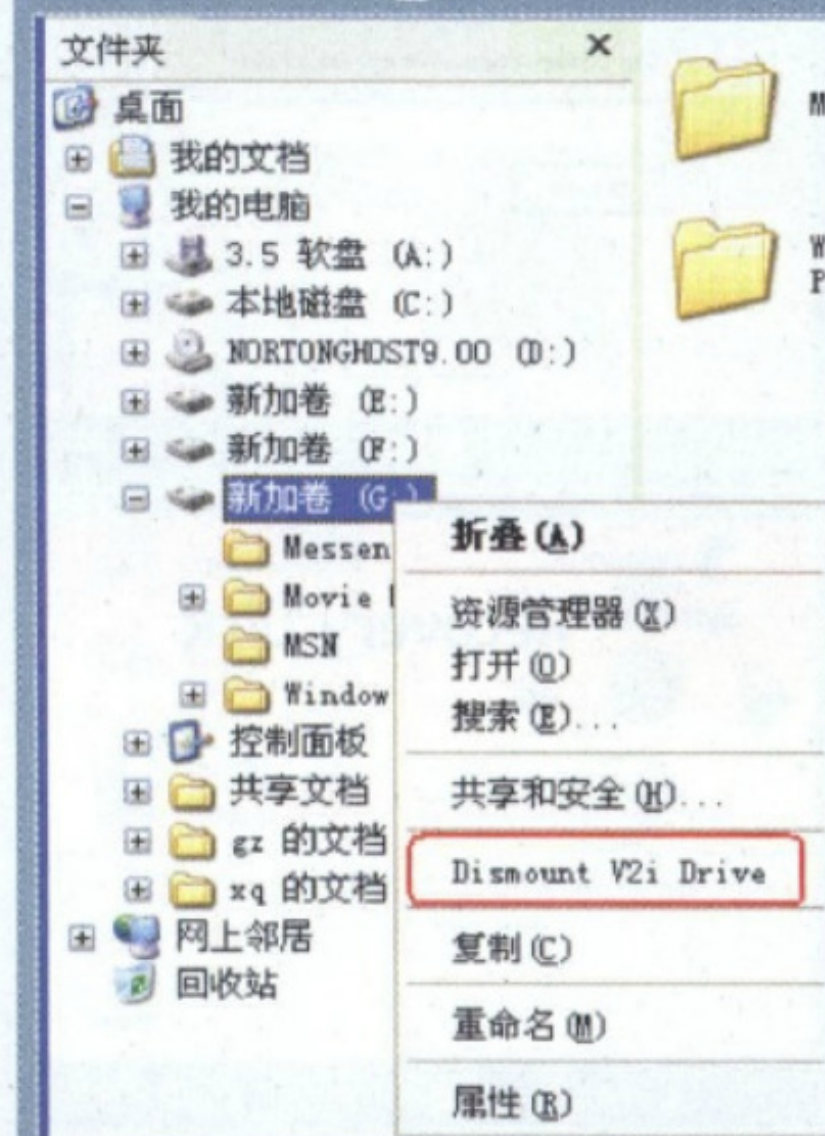 文件夹
桌面
我的文档
我的电脑
3.5 软盘 (A:)
本地磁盘 (C:)
NORTONGHOST9.00 (D:)
新加卷 (E:)
新加卷 (F:)
新加卷 (G:)
Messen
Movie
MSN
Window
控制面板
共享文档
gz 的文档
xq 的文档
网上邻居
回收站
折叠(A)
资源管理器(X)
打开(O)
搜索(E)...
共享和安全(H)...
Dismount V2i Drive
复制(C)
重命名(M)
属性(R)
M
W
P